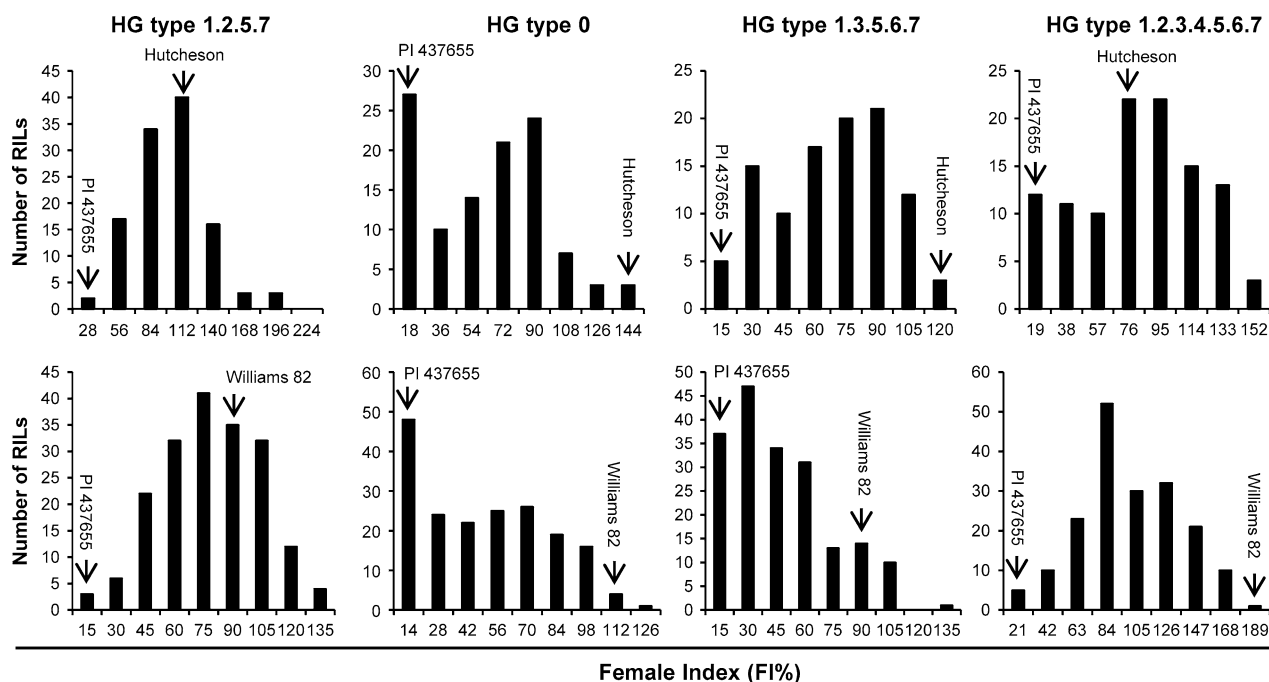 HG type 1.2.5.7
HG type 0
HG type 1.3.5.6.7
HG type 1.2.3.4.5.6.7
Number of RILs
45
40
35
30
25
20
15
10
5
0
PI 437655
Hutcheson
28 56 84 112 140 168 196 224
30
25
20
15
10
5
0
PI 437655
Hutcheson
18 36 54 72 90 108 126 144
25
20
15
10
5
0
PI 437655
Hutcheson
15 30 45 60 75 90 105 120
25
20
15
10
5
0
PI 437655
Hutcheson
19 38 57 76 95 114 133 152
Number of RILs
45
40
35
30
25
20
15
10
5
0
PI 437655
Williams 82
15 30 45 60 75 90 105 120 135
60
50
40
30
20
10
0
PI 437655
Williams 82
14 28 42 56 70 84 98 112 126
50
45
40
35
30
25
20
15
10
5
0
PI 437655
Williams 82
15 30 45 60 75 90 105 120 135
60
50
40
30
20
10
0
PI 437655
Williams 82
21 42 63 84 105 126 147 168 189
Female Index (FI%)